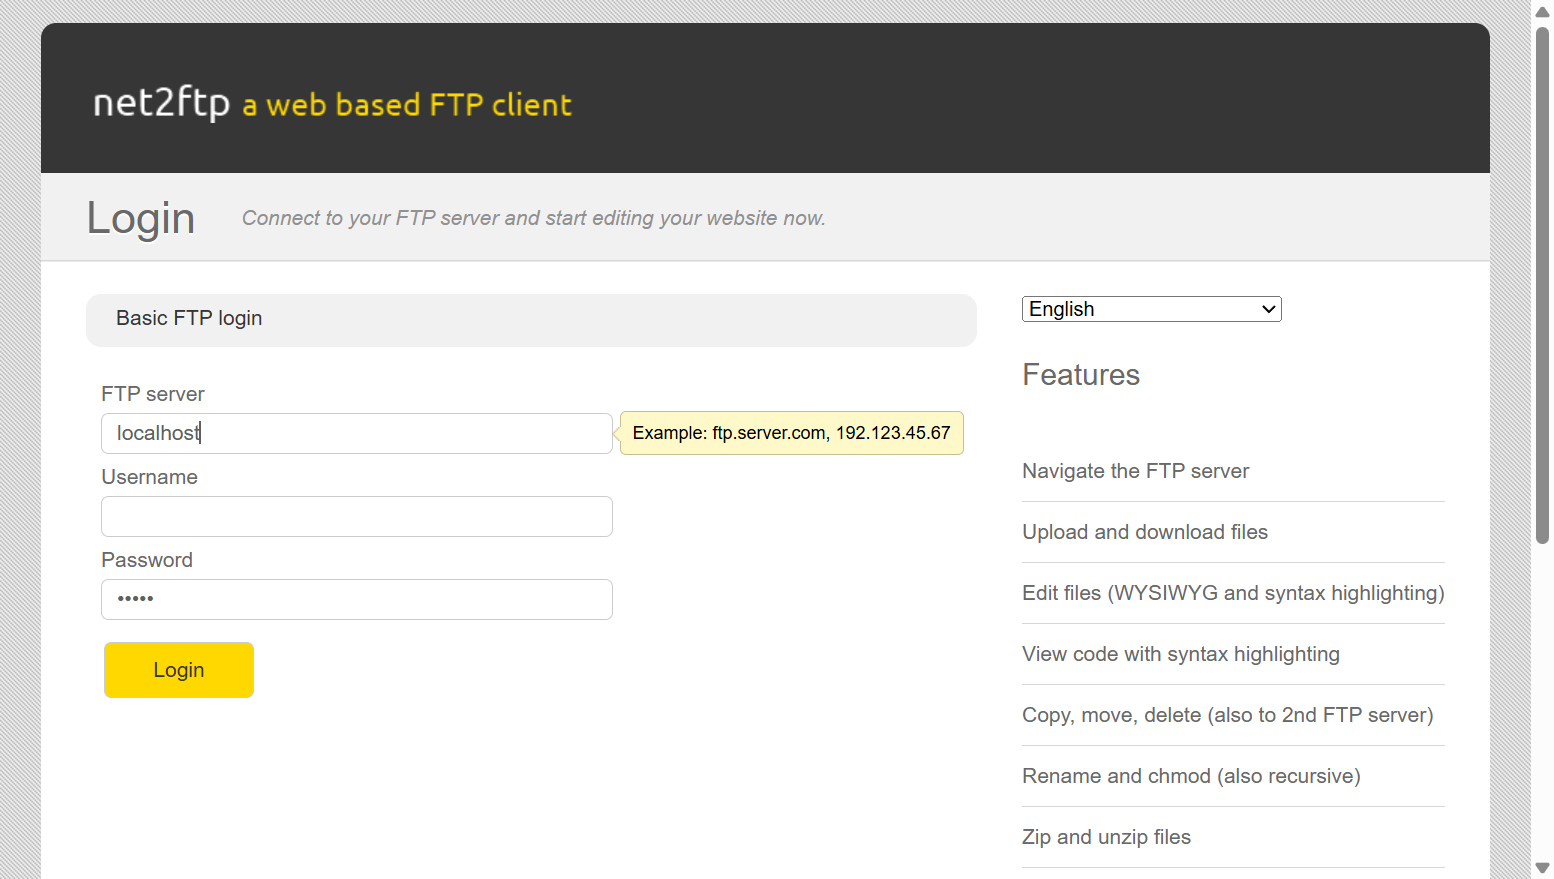 net2ftp a web based FTP client
Login
Connect to your FTP server and start editing your website now.
Basic FTP login
FTP server
localhost
Example: ftp.server.com, 192.123.45.67
Username
Password
•••••
Login
English
Features
Navigate the FTP server
Upload and download files
Edit files (WYSIWYG and syntax highlighting)
View code with syntax highlighting
Copy, move, delete (also to 2nd FTP server)
Rename and chmod (also recursive)
Zip and unzip files